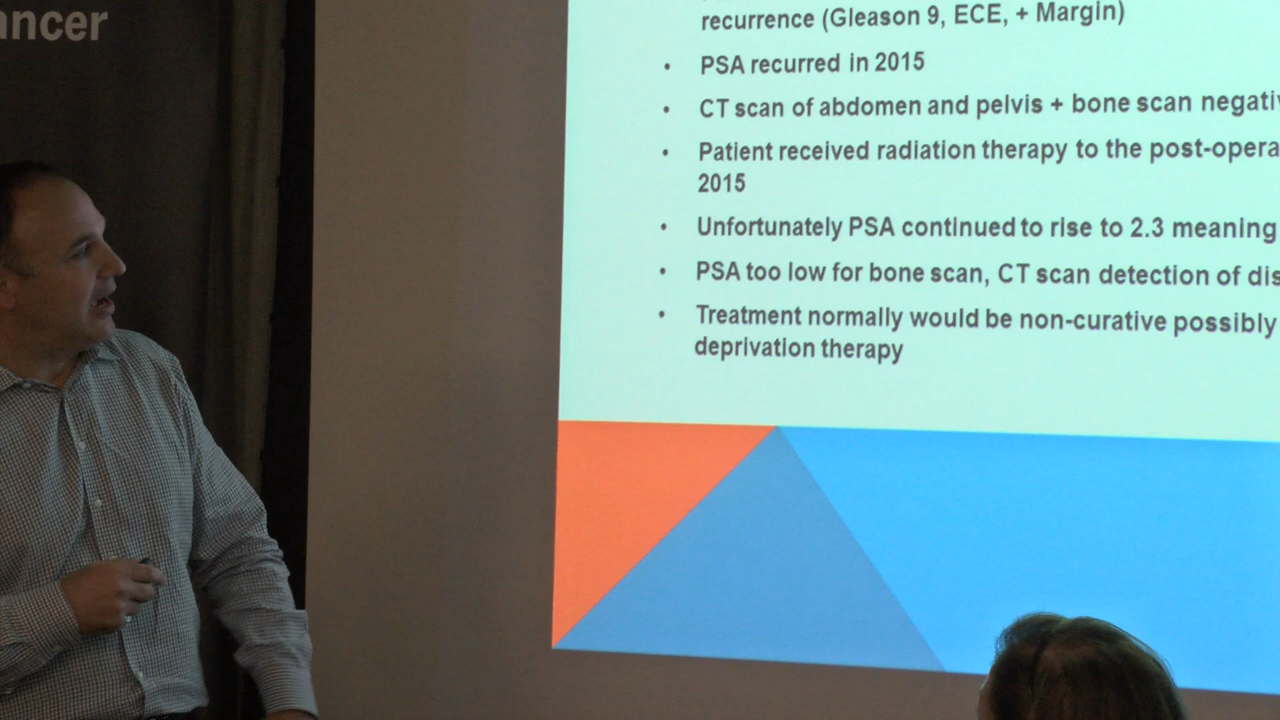 ancer
recurrence (Gleason 9, ECE, + Margin)
• PSA recurred in 2015
• CT scan of abdomen and pelvis + bone scan negativ
• Patient received radiation therapy to the post-opera
2015
• Unfortunately PSA continued to rise to 2.3 meaning
• PSA too low for bone scan, CT scan detection of dis
• Treatment normally would be non-curative possibly
deprivation therapy